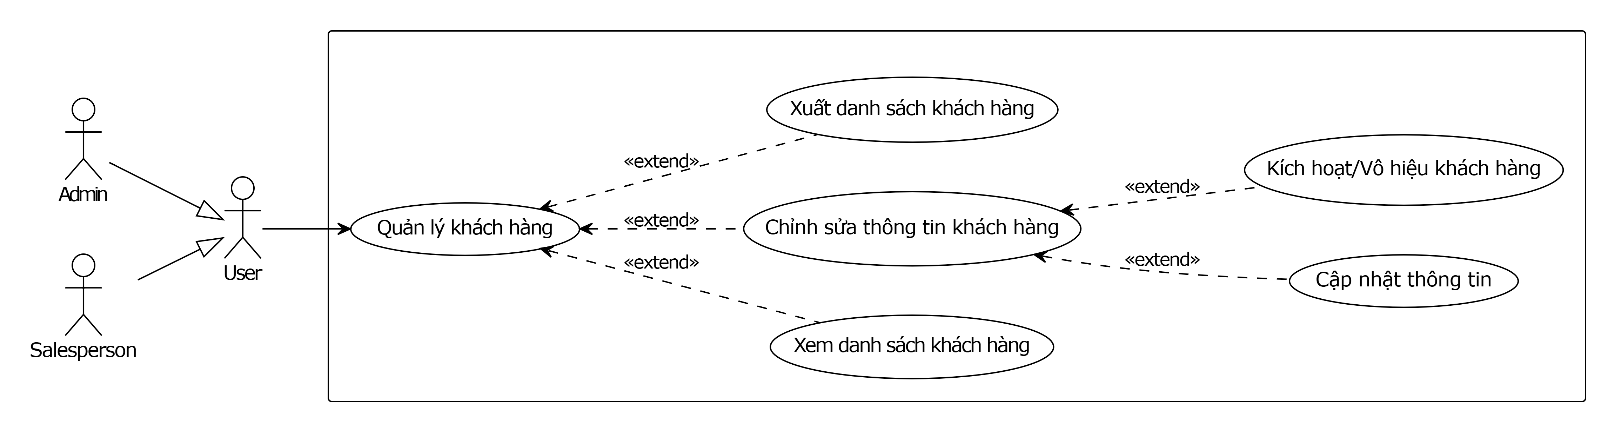 Admin
Salesperson
User
Quản lý khách hàng
«extend»
«extend»
«extend»
Xuất danh sách khách hàng
Chỉnh sửa thông tin khách hàng
Xem danh sách khách hàng
«extend»
«extend»
Kích hoạt/Vô hiệu khách hàng
Cập nhật thông tin